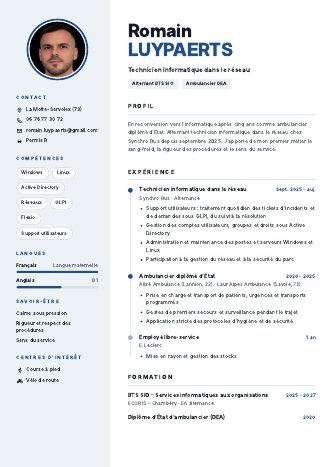 Romain
LUYPAERTS
Technicien informatique dans le réseau
Alternant BTS SIO
Ambulancier DEA
CONTACT
La Motte-Servolex (73)
06 76 77 30 72
romain.luypaerts@gmail.com
Permis B
COMPÉTENCES
Windows
Linux
Active Directory
Réseaux
GLPI
Flexie
Support utilisateurs
LANGUES
Français
Langue maternelle
Anglais
B1
SAVOIR-ÊTRE
Calme sous pression
Rigueur et respect des
procédures
Sens du service
CENTRES D'INTÉRÊT
Course à pied
Vélo de route
PROFIL
En reconversion vers l'informatique après cinq ans comme ambulancier
diplômé d'État. Alternant technicien informatique dans le réseau chez
Synchro Bus depuis septembre 2025. J'apporte de mon premier métier le
sang-froid, la rigueur des procédures et le sens du service.
EXPÉRIENCE
Technicien informatique dans le réseau
Sept. 2025 - auj.
Synchro Bus · Alternance
Support utilisateurs : traitement quotidien des tickets d'incidents et
de demandes sous GLPI, du suivi à la résolution
Gestion des comptes utilisateurs, groupes et droits sous Active
Directory
Administration et maintenance des postes et serveurs Windows et
Linux
Participation à la gestion du réseau et à la sécurité du parc
Ambulancier diplômé d'État
2020 - 2025
Alizé Ambulance (Lannion, 22) · Laur'Alpes Ambulance (Savoie, 73)
Prise en charge et transport de patients, urgences et transports
programmés
Gestes de premiers secours et surveillance pendant le trajet
Application stricte des protocoles d'hygiène et de sécurité
Employé libre-service
1 an
E.Leclerc
Mise en rayon et gestion des stocks
FORMATION
BTS SIO – Services informatiques aux organisations
2025 - 2027
ECORIS – Chambéry · En alternance
Diplôme d'État d'ambulancier (DEA)
2020